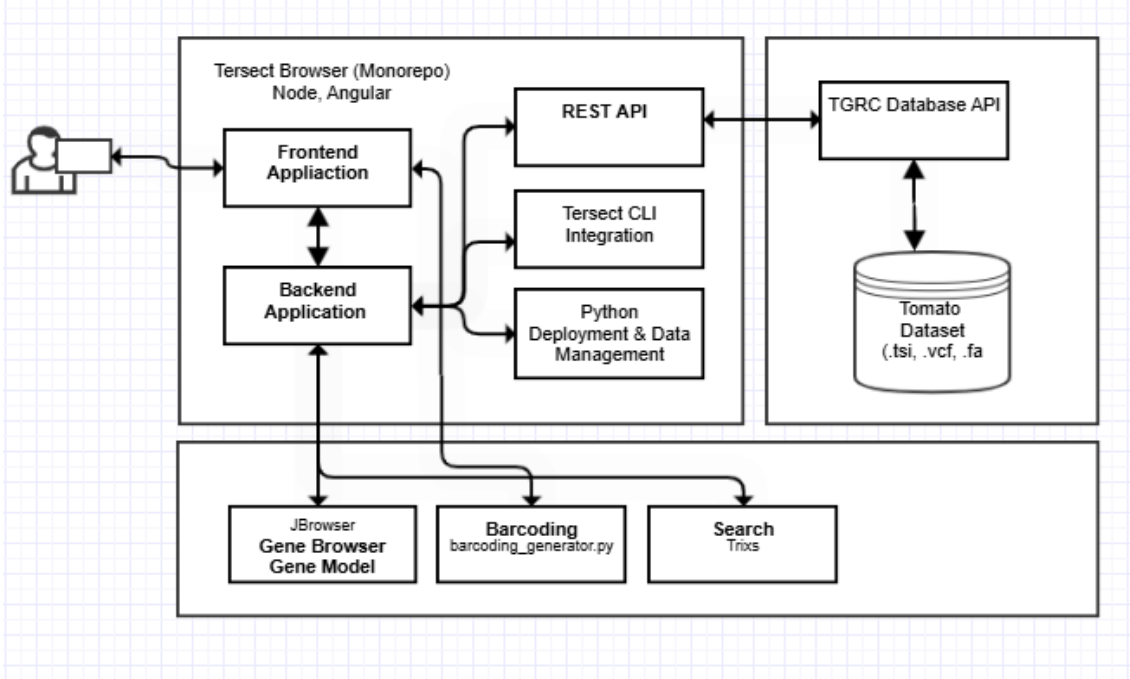 Tersect Browser (Monorepo)
Node, Angular
Frontend
Appliaction
Backend
Application
REST API
Tersect CLI
Integration
Python
Deployment & Data
Management
TGRC Database API
Tomato
Dataset
(.tsi, .vcf, .fa
JBrowser
Gene Browser
Gene Model
Barcoding
barcoding_generator.py
Search
Trixs